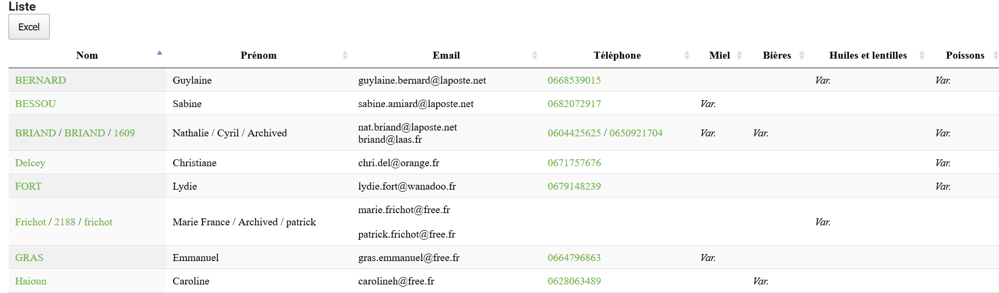 Liste
Excel
Nom Prénom Email Téléphone Miel Bières Huiles et lentilles Poissons
BERNARD Guylaine guylaine.bernard@laposte.net 0668539015 Var. Var.
BESSOU Sabine sabine.amiard@laposte.net 0682072917 Var.
BRIAND / BRIAND / 1609 Nathalie / Cyril / Archived nat.briand@laposte.net 0604425625 / 0650921704 Var. Var. Var.
briand@laas.fr
Delcey Christiane chri.del@orange.fr 0671757676 Var.
FORT Lydie lydie.fort@wanadoo.fr 0679148239 Var.
marie.frichot@free.fr
Frichot / 2188 / frichot Marie France / Archived / patrick Var.
patrick.frichot@free.fr
GRAS Emmanuel gras.emmanuel@free.fr 0664796863 Var.
Haioun Caroline carolineh@free.fr 0628063489 Var.